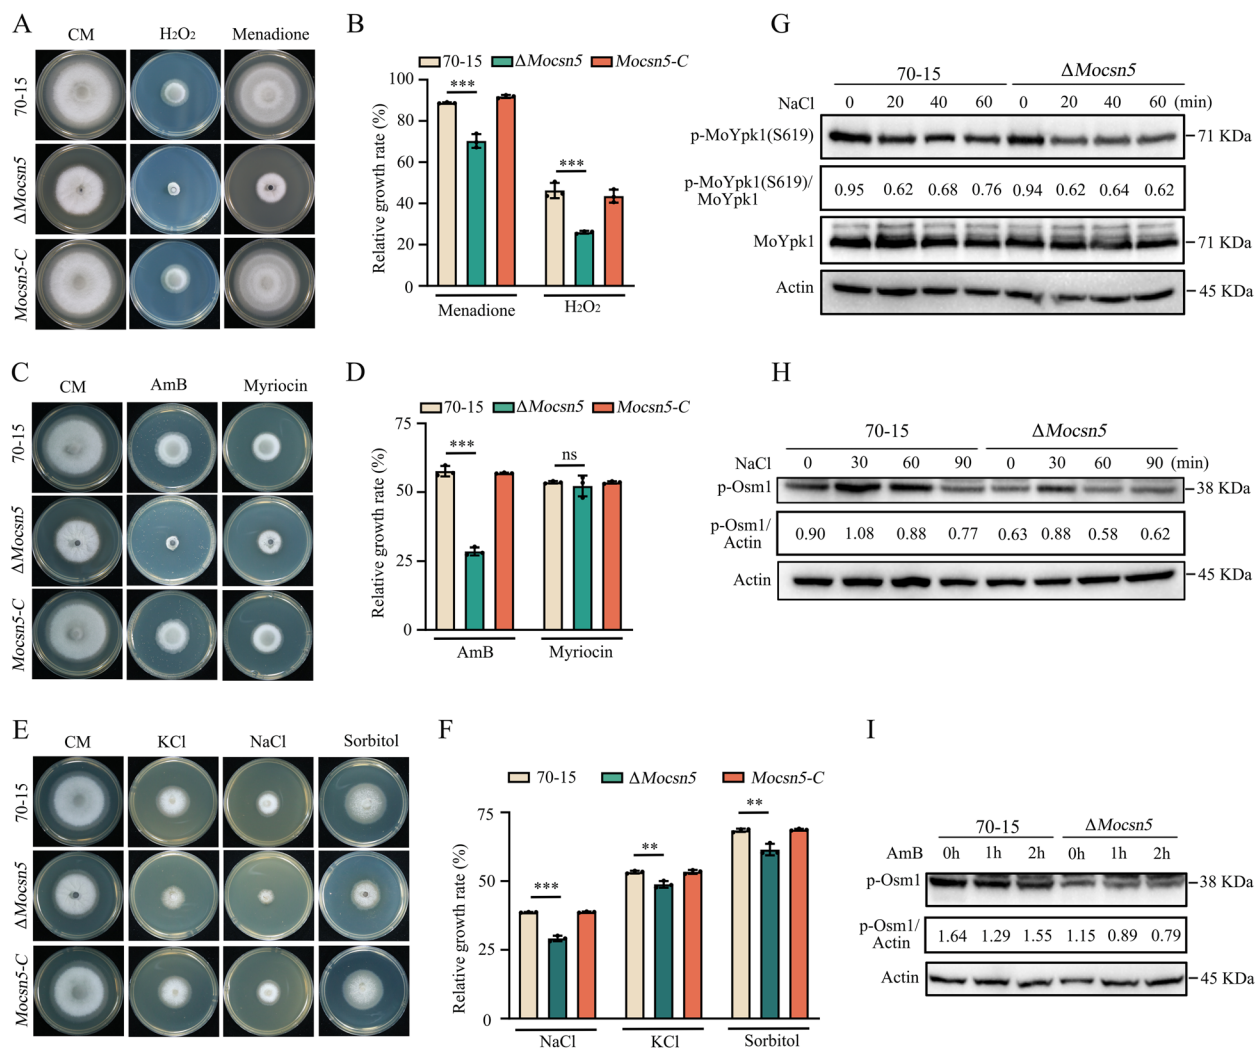 A
CM H2O2 Menadione
70-15
ΔMocsn5
Mocsn5-C
B
70-15 ΔMocsn5 Mocsn5-C
Relative growth rate (%)
100
80
60
40
20
0
*** ***
Menadione H2O2
C
CM AmB Myriocin
70-15
ΔMocsn5
Mocsn5-C
D
70-15 ΔMocsn5 Mocsn5-C
Relative growth rate (%)
75
50
25
0
*** ns
AmB Myriocin
E
CM KCl NaCl Sorbitol
70-15
ΔMocsn5
Mocsn5-C
F
70-15 ΔMocsn5 Mocsn5-C
Relative growth rate (%)
75
50
25
0
*** ** **
NaCl KCl Sorbitol
G
70-15 ΔMocsn5
NaCl 0 20 40 60 0 20 40 60 (min)
p-MoYpk1(S619) 71 KDa
p-MoYpk1(S619)/
MoYpk1
0.95 0.62 0.68 0.76 0.94 0.62 0.64 0.62
MoYpk1 71 KDa
Actin 45 KDa
H
70-15 ΔMocsn5
NaCl 0 30 60 90 0 30 60 90 (min)
p-Osm1 38 KDa
p-Osm1/
Actin
0.90 1.08 0.88 0.77 0.63 0.88 0.58 0.62
Actin 45 KDa
I
70-15 ΔMocsn5
AmB 0h 1h 2h 0h 1h 2h
p-Osm1 38 KDa
p-Osm1/
Actin
1.64 1.29 1.55 1.15 0.89 0.79
Actin 45 KDa